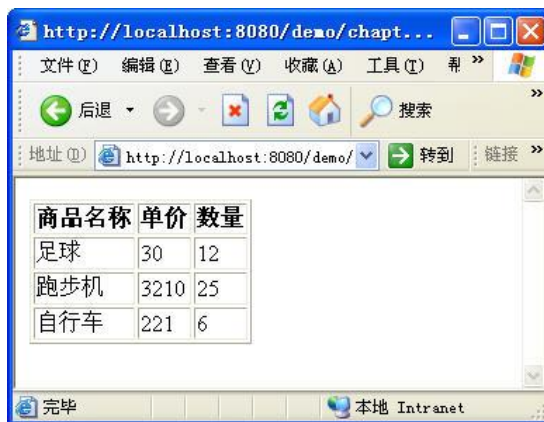 http://localhost:8080/demo/chapt...
文件(F) 编辑(E) 查看(V) 收藏(A) 工具(T) 帮 »
后退 搜索 »
地址(D) http://localhost:8080/demo/ 转到 链接 »
商品名称 单价 数量
足球 30 12
跑步机 3210 25
自行车 221 6
完毕 本地 Intranet